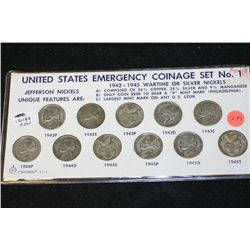 UNITED STATES EMERGENCY COINAGE SET No. 1
1942 - 1945 WARTIME OR SILVER NICKELS
JEFFERSON NICKELS
UNIQUE FEATURES ARE:
A) COMPOSED OF 56% COPPER, 35% SILVER AND 9% MANGANESE
B) ONLY COIN EVER TO BEAR A "P" MINT MARK (PHILADELPHIA)
C) LARGEST MINT MARK ON ANY U.S. COIN
1942P 1942S 1943P 1943D 1943S
1944P 1944D 1944S 1945P 1945D 1945S